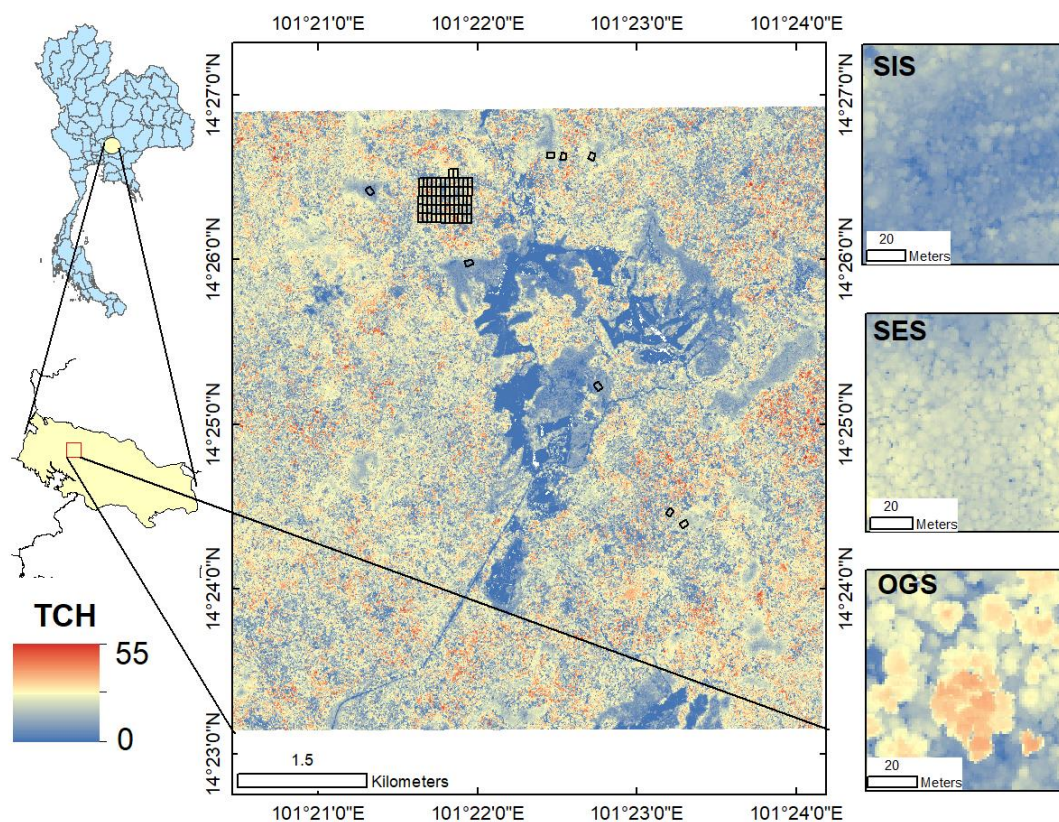 101°21'0"E
101°22'0"E
101°23'0"E
101°24'0"E
14°27'0"N
14°26'0"N
14°25'0"N
14°24'0"N
14°23'0"N
14°27'0"N
14°26'0"N
14°25'0"N
14°24'0"N
14°23'0"N
TCH
55
0
1.5
Kilometers
101°21'0"E
101°22'0"E
101°23'0"E
101°24'0"E
SIS
20
Meters
SES
20
Meters
OGS
20
Meters